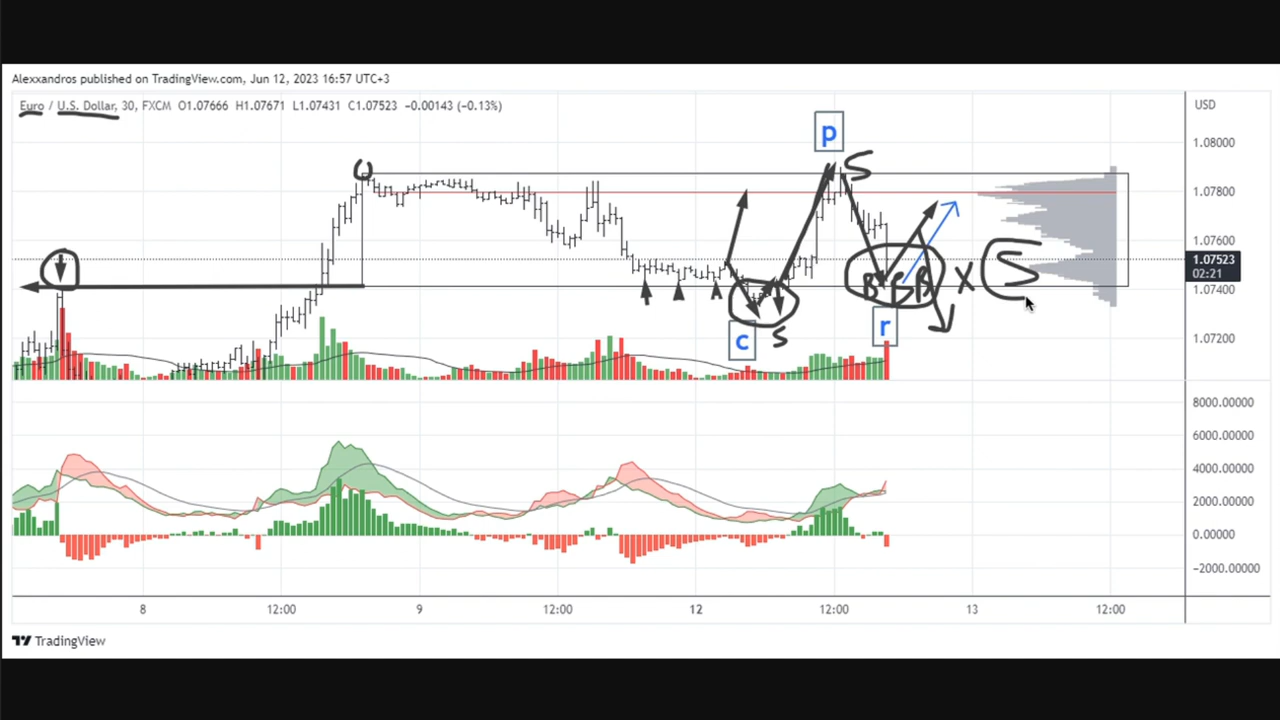 Alexxandros published on TradingView.com, Jun 12, 2023 16:57 UTC+3
Euro / U.S. Dollar, 30, FXCM O1.07666 H1.07671 L1.07431 C1.07523 −0.00143 (−0.13%)
USD
p
1.08000
S
1.07800
1.07600
1.07523
02:21
B G B x S
1.07400
c
s
r
1.07200
8000.00000
6000.00000
4000.00000
2000.00000
0.00000
−2000.00000
8 12:00 9 12:00 12 12:00 13 12:00
TradingView